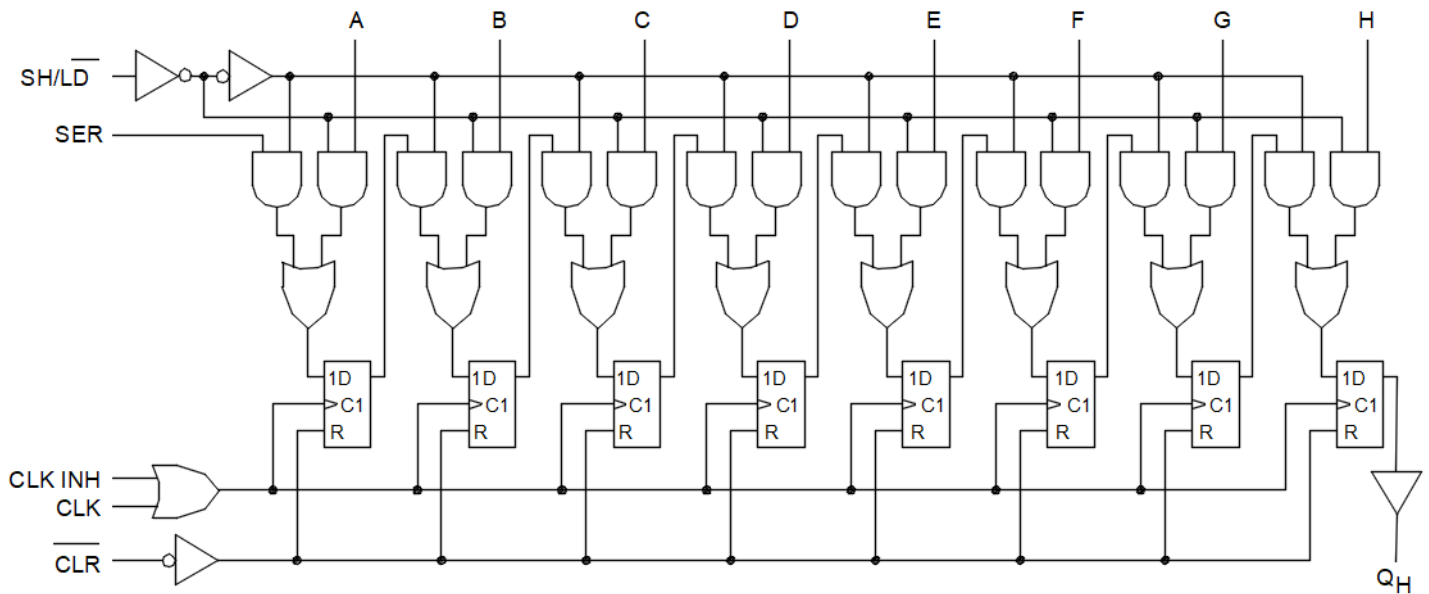 A B C D E F G H
SH/LD
SER
1D 1D 1D 1D 1D 1D 1D 1D
C1 C1 C1 C1 C1 C1 C1 C1
R R R R R R R R
CLK INH
CLK
CLR
QH